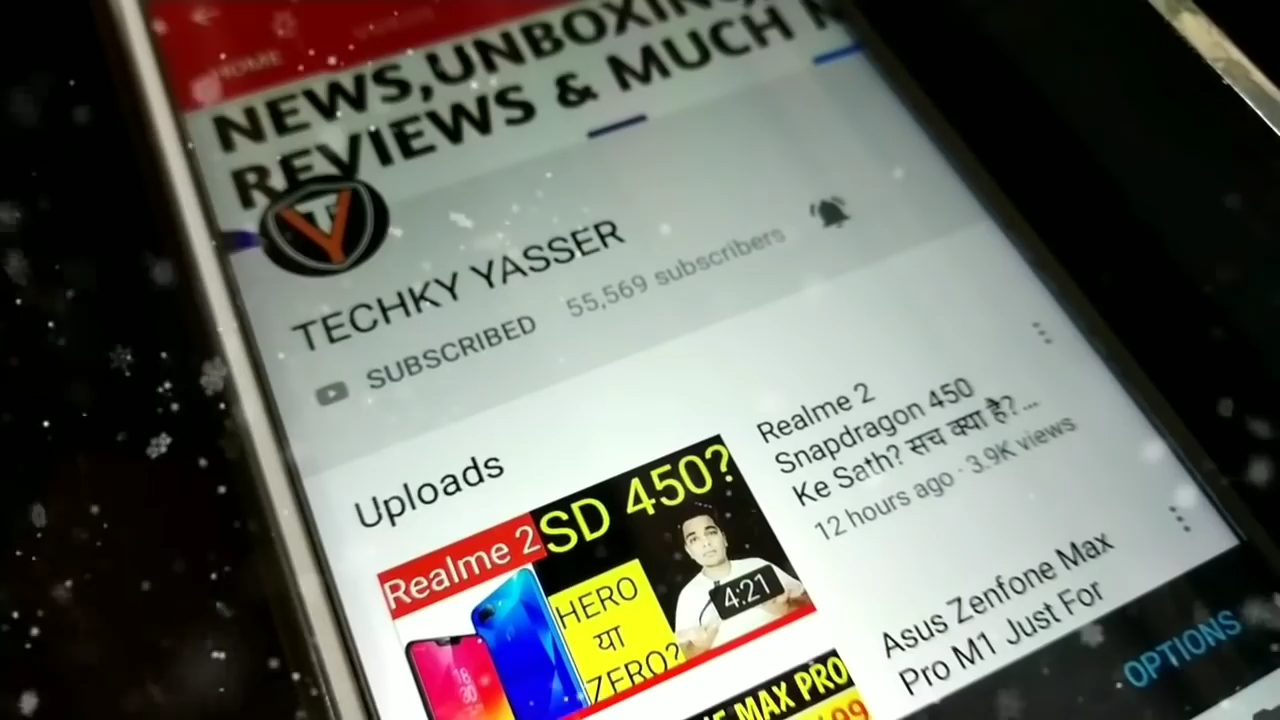 HOME
NEWS,UNBOXING
REVIEWS & MUCH
TECHKY YASSER
SUBSCRIBED 55,569 subscribers
Uploads
Realme 2
SD 450?
HERO
या
ZERO?
4:21
Realme 2
Snapdragon 450
Ke Sath? सच क्या है?...
12 hours ago · 3.9K views
MAX PRO
Asus Zenfone Max
Pro M1 Just For
OPTIONS